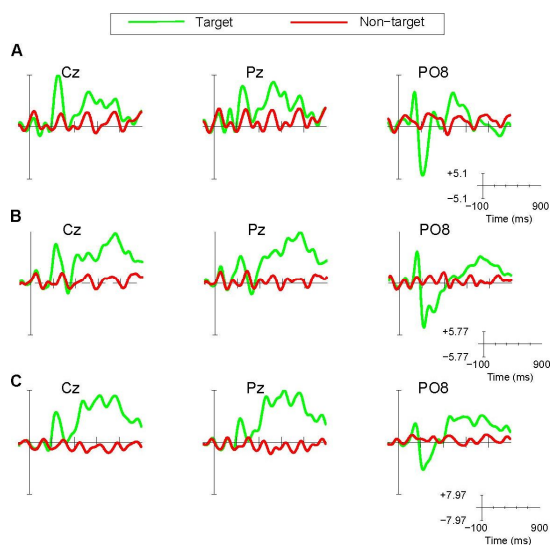 Target Non-target
A
Cz Pz PO8
+5.1
-5.1
-100 900
Time (ms)
B
Cz Pz PO8
+5.77
-5.77
-100 900
Time (ms)
C
Cz Pz PO8
+7.97
-7.97
-100 900
Time (ms)